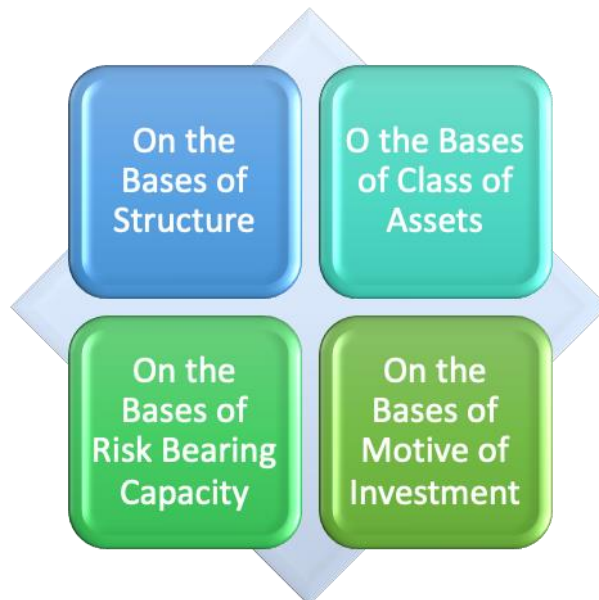 On the
Bases of
Structure
O the Bases
of Class of
Assets
On the
Bases of
Risk Bearing
Capacity
On the
Bases of
Motive of
Investment